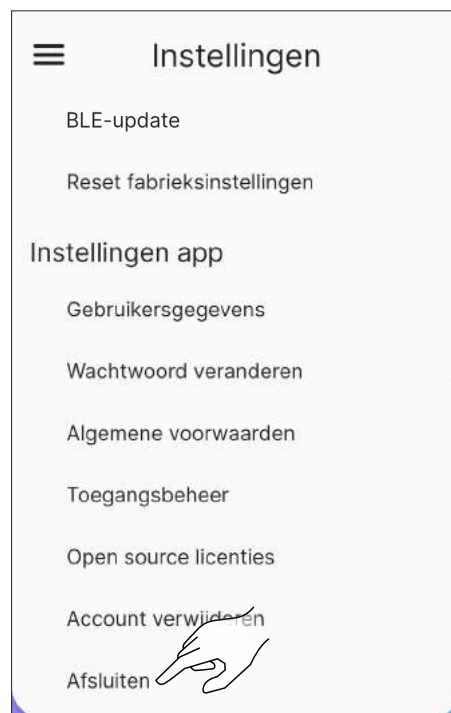 Instellingen
BLE-update
Reset fabrieksinstellingen
Instellingen app
Gebruikersgegevens
Wachtwoord veranderen
Algemene voorwaarden
Toegangsbeheer
Open source licenties
Account verwijderen
Afsluiten